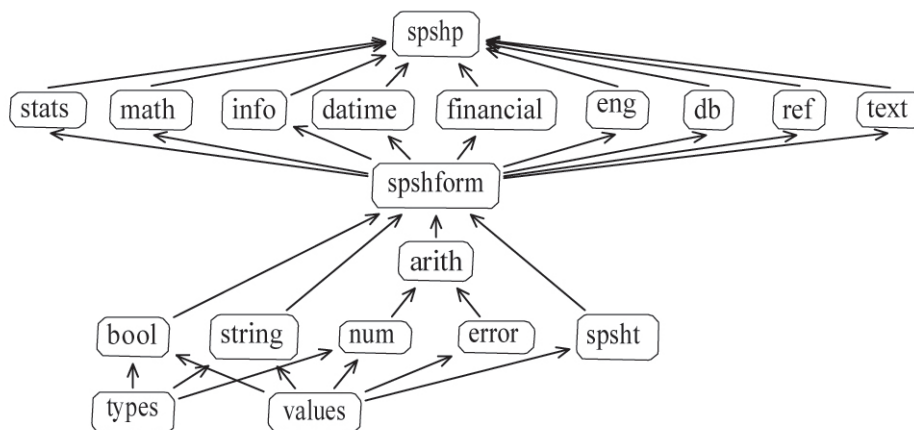 spshp
stats math info datime financial eng db ref text
spshform
arith
bool string num error spsht
types values